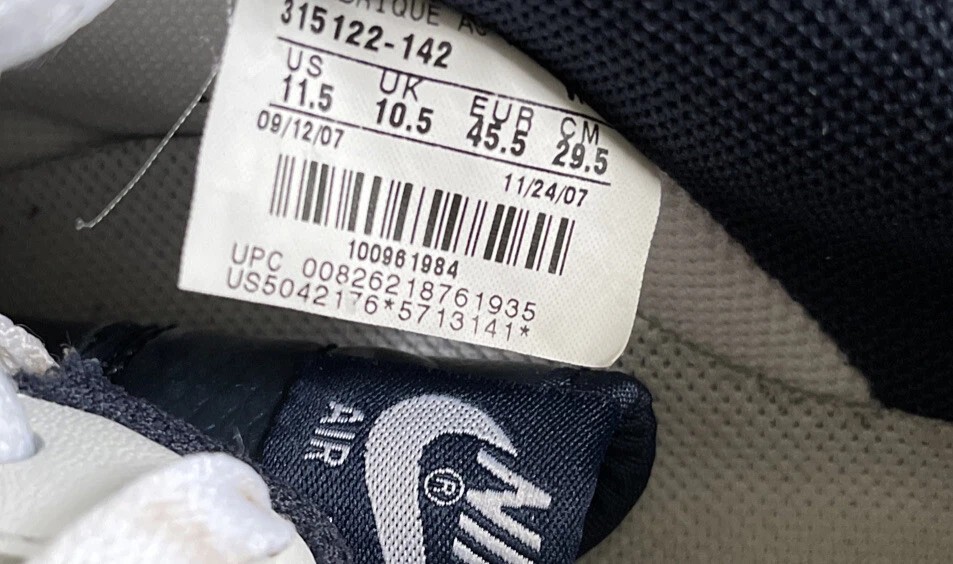 315122-142
US UK EUR CM
11.5 10.5 45.5 29.5
09/12/07 11/24/07
100961984
UPC 00826218761935
US5042176*5713141*
AIR
®